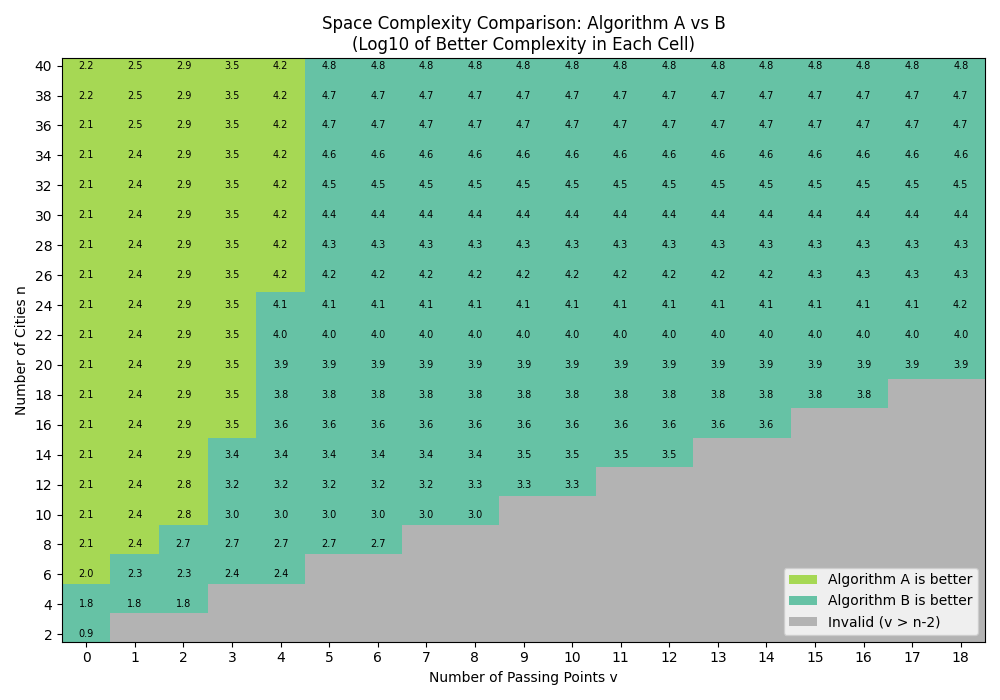 Space Complexity Comparison: Algorithm A vs B
(Log10 of Better Complexity in Each Cell)
Number of Cities n
40 2.2 2.5 2.9 3.5 4.2 4.8 4.8 4.8 4.8 4.8 4.8 4.8 4.8 4.8 4.8 4.8 4.8 4.8 4.8
38 2.2 2.5 2.9 3.5 4.2 4.7 4.7 4.7 4.7 4.7 4.7 4.7 4.7 4.7 4.7 4.7 4.7 4.7 4.7
36 2.1 2.5 2.9 3.5 4.2 4.7 4.7 4.7 4.7 4.7 4.7 4.7 4.7 4.7 4.7 4.7 4.7 4.7 4.7
34 2.1 2.4 2.9 3.5 4.2 4.6 4.6 4.6 4.6 4.6 4.6 4.6 4.6 4.6 4.6 4.6 4.6 4.6 4.6
32 2.1 2.4 2.9 3.5 4.2 4.5 4.5 4.5 4.5 4.5 4.5 4.5 4.5 4.5 4.5 4.5 4.5 4.5 4.5
30 2.1 2.4 2.9 3.5 4.2 4.4 4.4 4.4 4.4 4.4 4.4 4.4 4.4 4.4 4.4 4.4 4.4 4.4 4.4
28 2.1 2.4 2.9 3.5 4.2 4.3 4.3 4.3 4.3 4.3 4.3 4.3 4.3 4.3 4.3 4.3 4.3 4.3 4.3
26 2.1 2.4 2.9 3.5 4.2 4.2 4.2 4.2 4.2 4.2 4.2 4.2 4.2 4.2 4.2 4.3 4.3 4.3 4.3
24 2.1 2.4 2.9 3.5 4.1 4.1 4.1 4.1 4.1 4.1 4.1 4.1 4.1 4.1 4.1 4.1 4.1 4.1 4.2
22 2.1 2.4 2.9 3.5 4.0 4.0 4.0 4.0 4.0 4.0 4.0 4.0 4.0 4.0 4.0 4.0 4.0 4.0 4.0
20 2.1 2.4 2.9 3.5 3.9 3.9 3.9 3.9 3.9 3.9 3.9 3.9 3.9 3.9 3.9 3.9 3.9 3.9 3.9
18 2.1 2.4 2.9 3.5 3.8 3.8 3.8 3.8 3.8 3.8 3.8 3.8 3.8 3.8 3.8 3.8 3.8
16 2.1 2.4 2.9 3.5 3.6 3.6 3.6 3.6 3.6 3.6 3.6 3.6 3.6 3.6 3.6
14 2.1 2.4 2.9 3.4 3.4 3.4 3.4 3.4 3.4 3.5 3.5 3.5 3.5
12 2.1 2.4 2.8 3.2 3.2 3.2 3.2 3.2 3.3 3.3 3.3
10 2.1 2.4 2.8 3.0 3.0 3.0 3.0 3.0 3.0
8 2.1 2.4 2.7 2.7 2.7 2.7 2.7
6 2.0 2.3 2.3 2.4 2.4
4 1.8 1.8 1.8
2 0.9
0 1 2 3 4 5 6 7 8 9 10 11 12 13 14 15 16 17 18
Number of Passing Points v
Algorithm A is better
Algorithm B is better
Invalid (v > n-2)